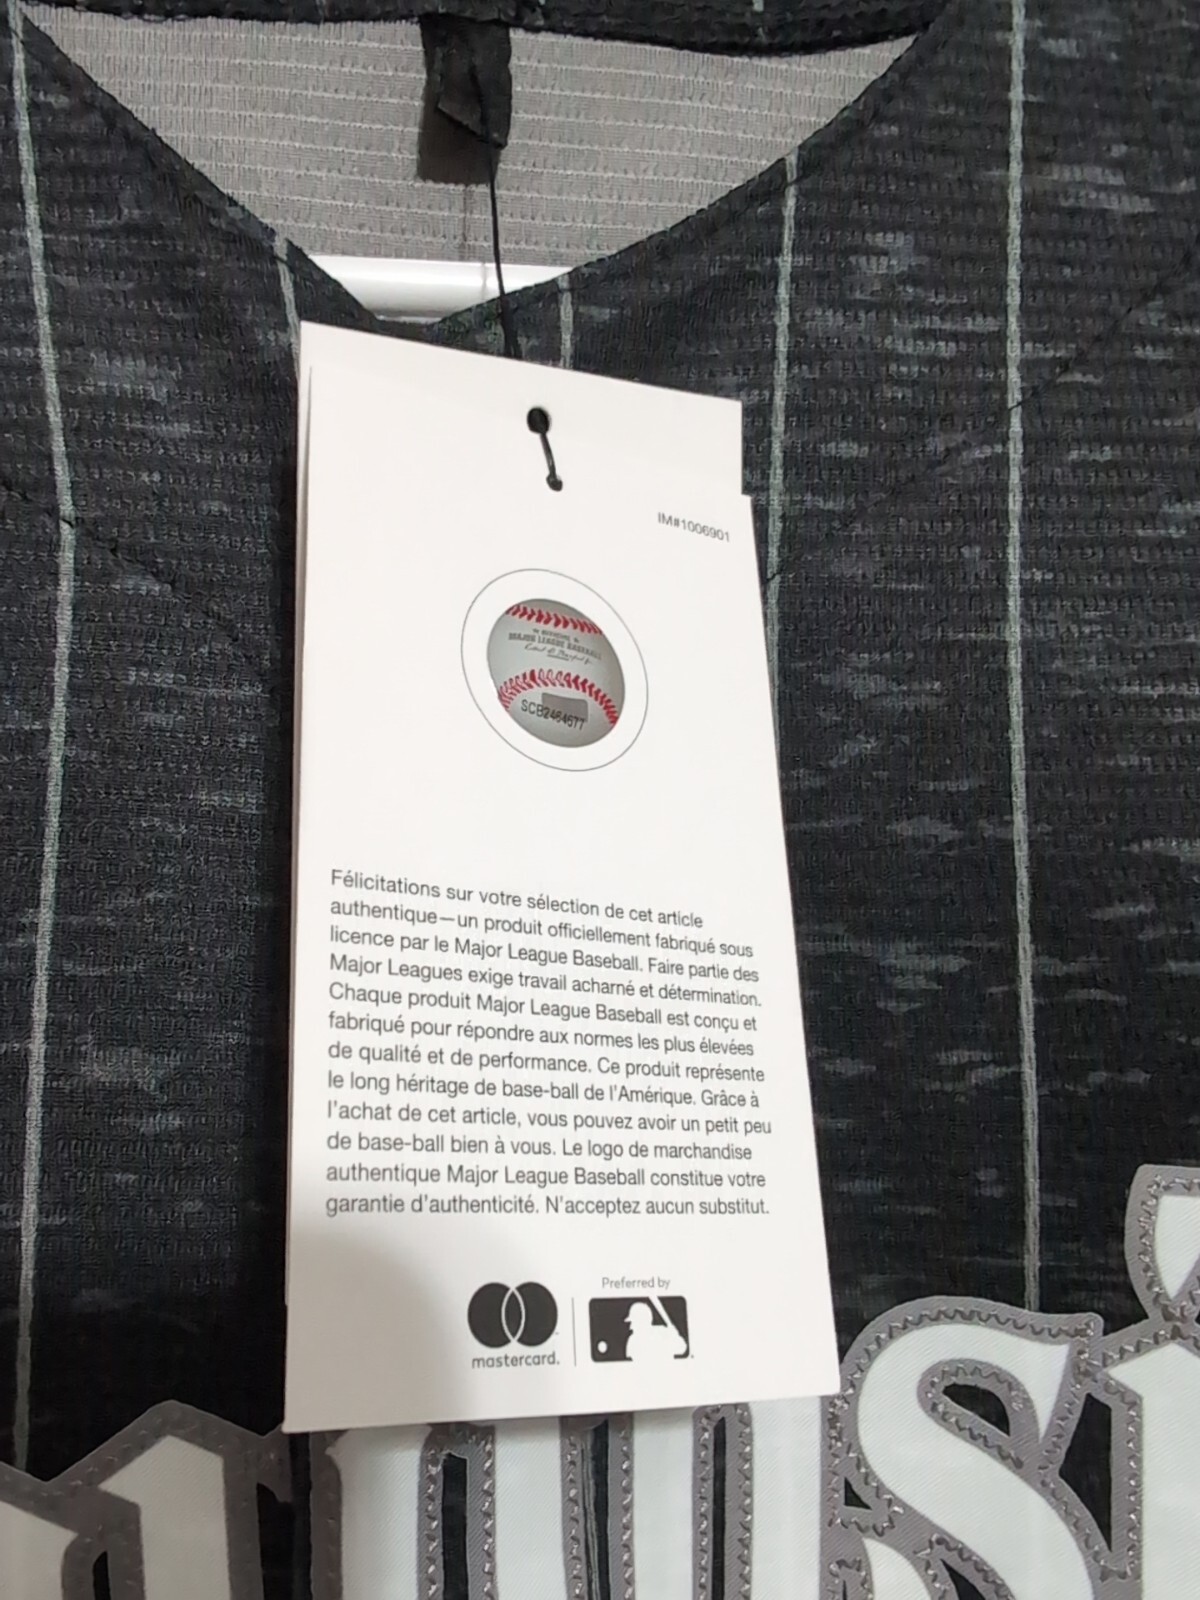 IM#1006901
OFFICIAL
MAJOR LEAGUE BASEBALL
SCB2464677
Félicitations sur votre sélection de cet article
authentique—un produit officiellement fabriqué sous
licence par le Major League Baseball. Faire partie des
Major Leagues exige travail acharné et détermination.
Chaque produit Major League Baseball est conçu et
fabriqué pour répondre aux normes les plus élevées
de qualité et de performance. Ce produit représente
le long héritage de base-ball de l'Amérique. Grâce à
l'achat de cet article, vous pouvez avoir un petit peu
de base-ball bien à vous. Le logo de marchandise
authentique Major League Baseball constitue votre
garantie d'authenticité. N'acceptez aucun substitut.
mastercard.
Preferred by